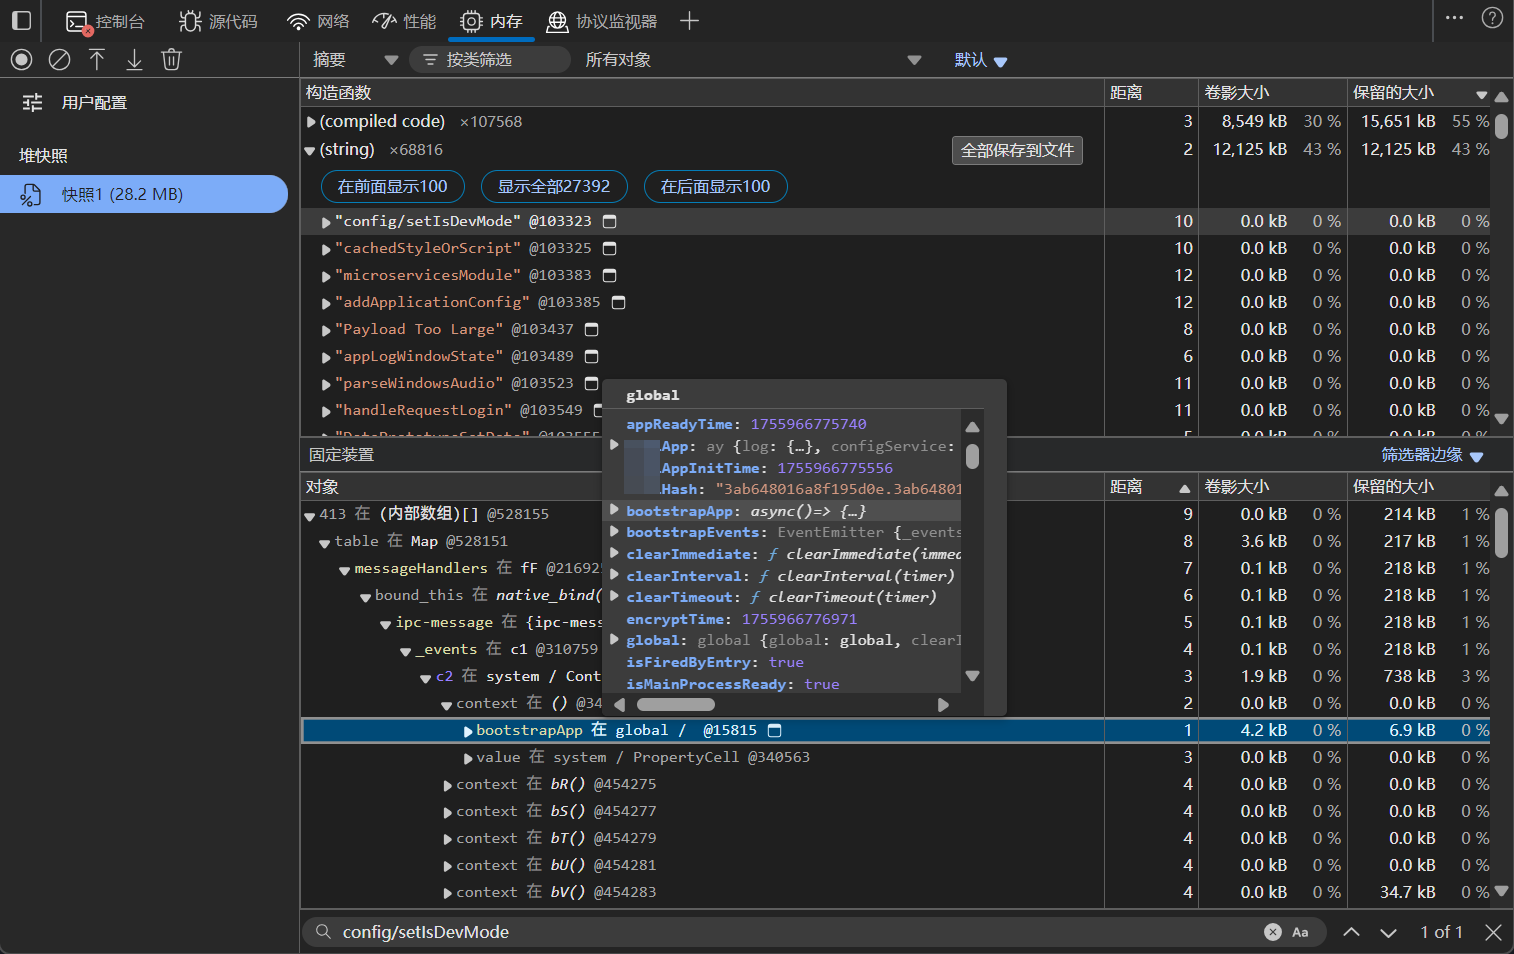 控制台 源代码 网络 性能 内存 协议监视器
摘要 按类筛选 所有对象 默认
用户配置
堆快照
快照1 (28.2 MB)
构造函数 距离 卷影大小 保留的大小
(compiled code) ×107568 3 8,549 kB 30 % 15,651 kB 55 %
(string) ×68816 全部保存到文件 2 12,125 kB 43 % 12,125 kB 43 %
在前面显示100 显示全部27392 在后面显示100
"config/setIsDevMode" @103323 10 0.0 kB 0 % 0.0 kB 0 %
"cachedStyleOrScript" @103325 10 0.0 kB 0 % 0.0 kB 0 %
"microservicesModule" @103383 12 0.0 kB 0 % 0.0 kB 0 %
"addApplicationConfig" @103385 12 0.0 kB 0 % 0.0 kB 0 %
"Payload Too Large" @103437 8 0.0 kB 0 % 0.0 kB 0 %
"appLogWindowState" @103489 6 0.0 kB 0 % 0.0 kB 0 %
"parseWindowsAudio" @103523 11 0.0 kB 0 % 0.0 kB 0 %
"handleRequestLogin" @103549 11 0.0 kB 0 % 0.0 kB 0 %
global
appReadyTime: 1755966775740
App: ay {log: {…}, configService:
AppInitTime: 1755966775556
Hash: "3ab648016a8f195d0e.3ab64801
bootstrapApp: async()=> {…}
bootstrapEvents: EventEmitter {_events
clearImmediate: ƒ clearImmediate(immed
clearInterval: ƒ clearInterval(timer)
clearTimeout: ƒ clearTimeout(timer)
encryptTime: 1755966776971
global: global {global: global, clearI
isFiredByEntry: true
isMainProcessReady: true
固定装置 筛选器边缘
对象 距离 卷影大小 保留的大小
413 在 (内部数组)[] @528155 9 0.0 kB 0 % 214 kB 1 %
table 在 Map @528151 8 3.6 kB 0 % 217 kB 1 %
messageHandlers 在 fF @216925 7 0.1 kB 0 % 218 kB 1 %
bound_this 在 native_bind( 6 0.1 kB 0 % 218 kB 1 %
ipc-message 在 {ipc-mess 5 0.1 kB 0 % 218 kB 1 %
_events 在 c1 @310759 4 0.1 kB 0 % 218 kB 1 %
c2 在 system / Cont 3 1.9 kB 0 % 738 kB 3 %
context 在 () @34 2 0.0 kB 0 % 0.0 kB 0 %
bootstrapApp 在 global / @15815 1 4.2 kB 0 % 6.9 kB 0 %
value 在 system / PropertyCell @340563 3 0.0 kB 0 % 0.0 kB 0 %
context 在 bR() @454275 4 0.0 kB 0 % 0.0 kB 0 %
context 在 bS() @454277 4 0.0 kB 0 % 0.0 kB 0 %
context 在 bT() @454279 4 0.0 kB 0 % 0.0 kB 0 %
context 在 bU() @454281 4 0.0 kB 0 % 0.0 kB 0 %
context 在 bV() @454283 4 0.0 kB 0 % 34.7 kB 0 %
config/setIsDevMode Aa 1 of 1